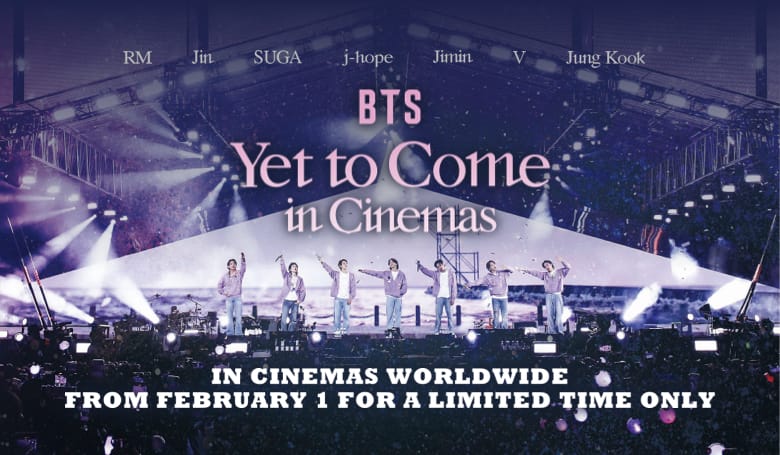 RM Jin SUGA j-hope Jimin V Jung Kook
BTS
Yet to Come
in Cinemas
IN CINEMAS WORLDWIDE
FROM FEBRUARY 1 FOR A LIMITED TIME ONLY